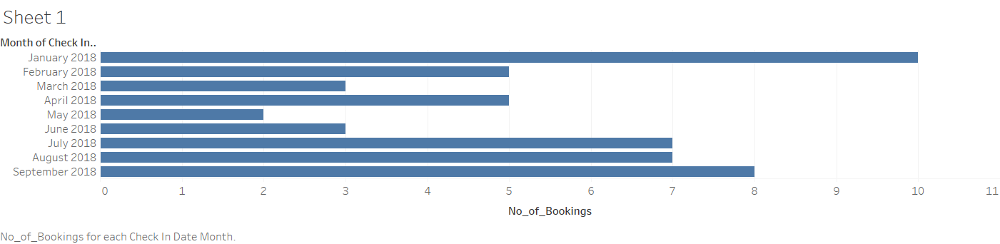 Sheet 1
Month of Check In..
January 2018
February 2018
March 2018
April 2018
May 2018
June 2018
July 2018
August 2018
September 2018
0 1 2 3 4 5 6 7 8 9 10 11
No_of_Bookings
No_of_Bookings for each Check In Date Month.